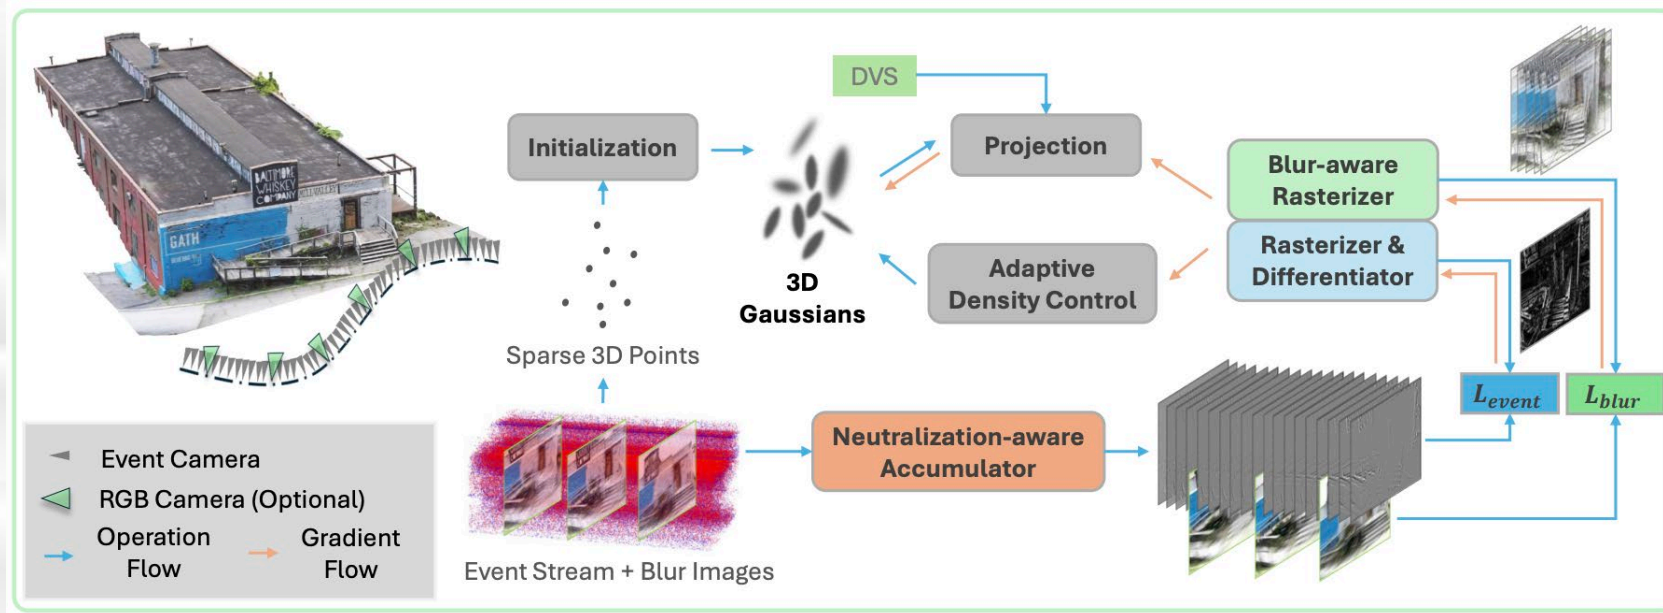 DVS
Initialization
Projection
Blur-aware
Rasterizer
BALTIMORE
WHISKEY
COMPANY
GATH
Rasterizer &
Differentiator
Adaptive
Density Control
3D
Gaussians
Sparse 3D Points
L_event
L_blur
Neutralization-aware
Accumulator
Event Camera
RGB Camera (Optional)
Operation
Flow
Gradient
Flow
Event Stream + Blur Images